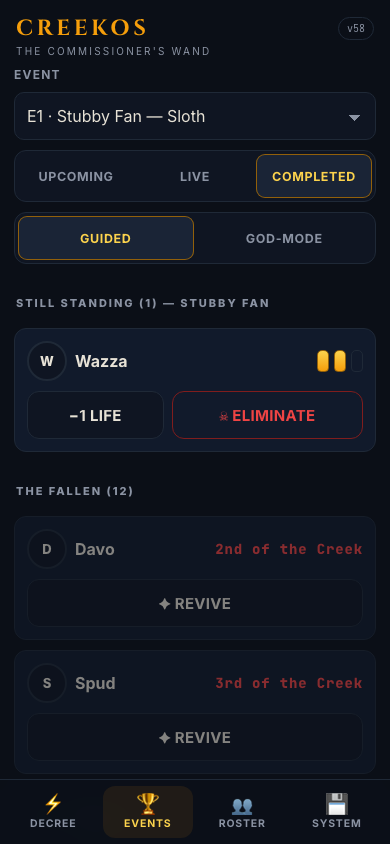 CREEKOS
v58
THE COMMISSIONER'S WAND
EVENT
E1 · Stubby Fan — Sloth
UPCOMING LIVE COMPLETED
GUIDED GOD-MODE
STILL STANDING (1) — STUBBY FAN
W Wazza
−1 LIFE ☠ ELIMINATE
THE FALLEN (12)
D Davo 2nd of the Creek
✦ REVIVE
S Spud 3rd of the Creek
✦ REVIVE
DECREE EVENTS ROSTER SYSTEM